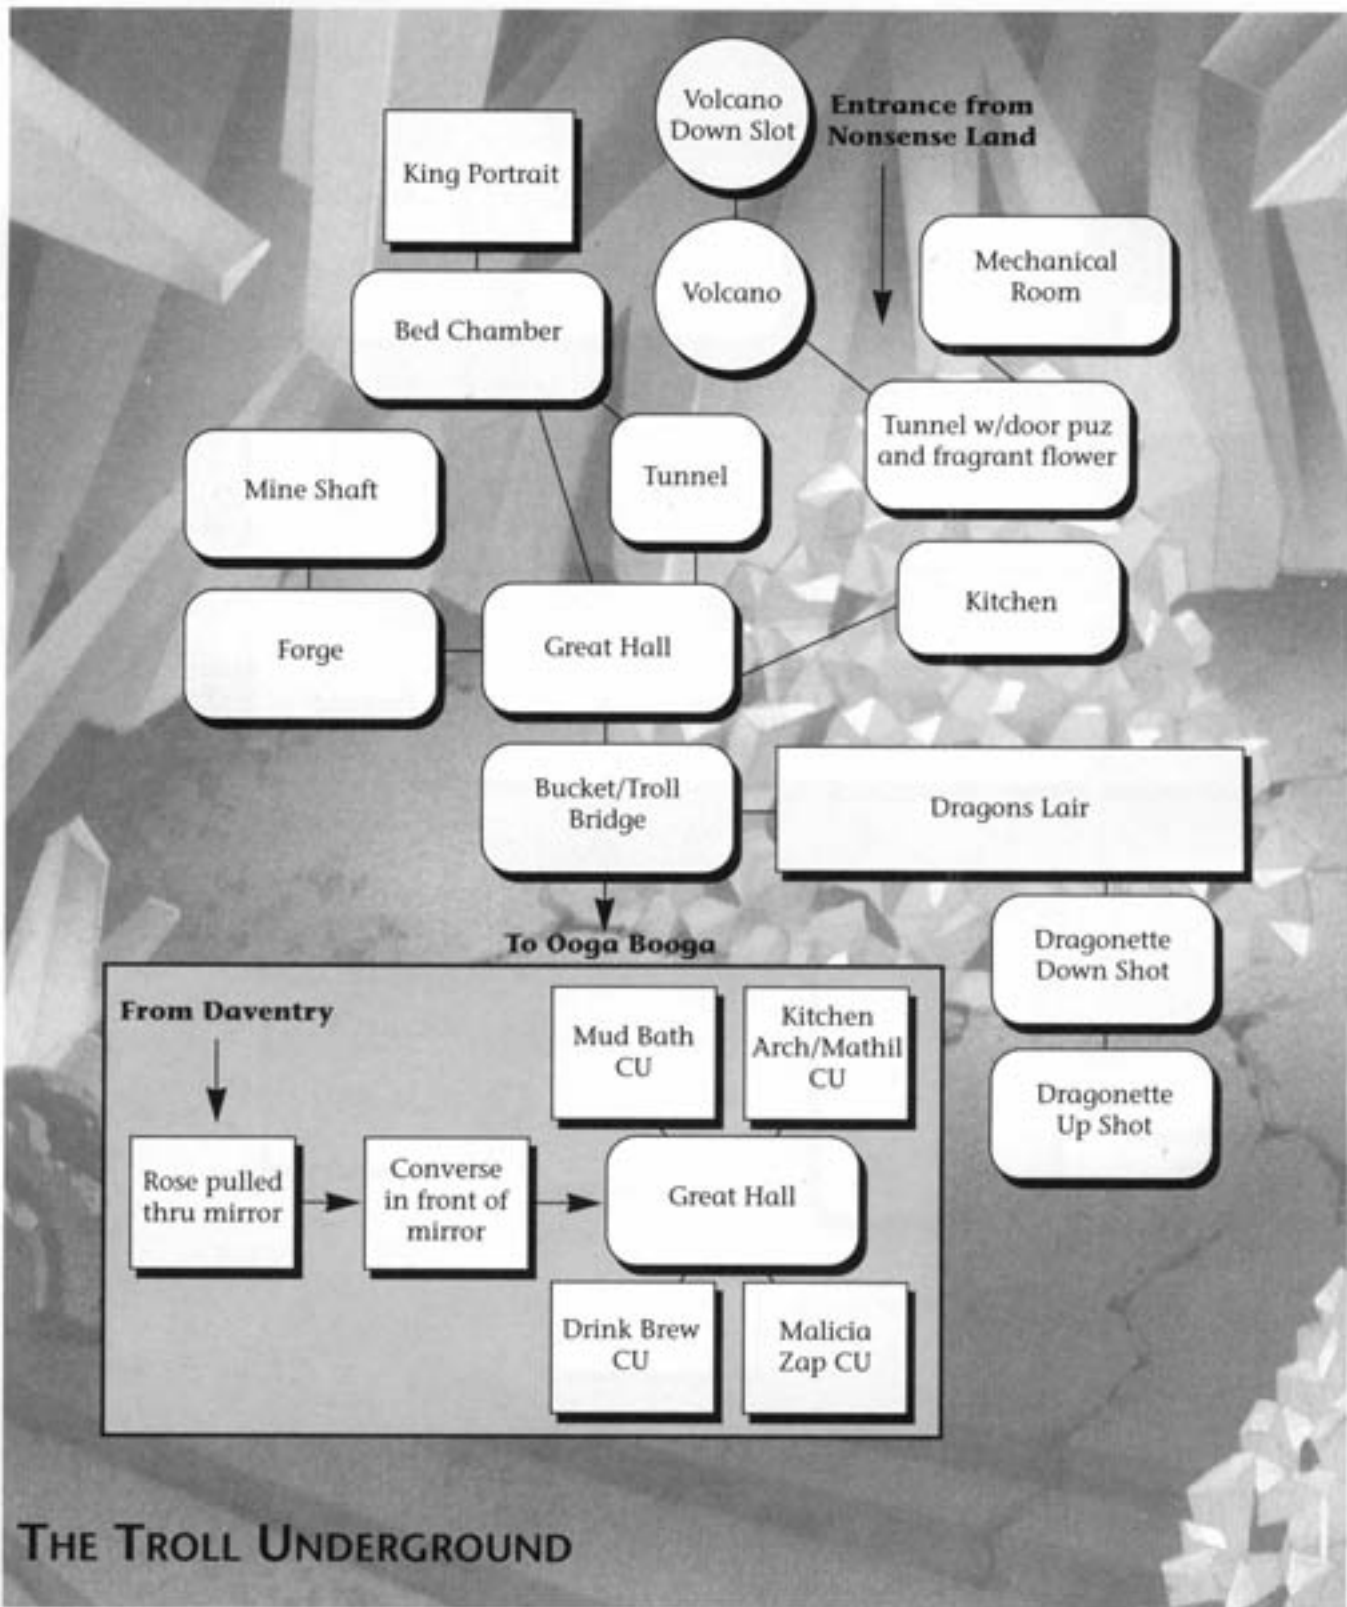 Volcano
Down Slot
Entrance from
Nonsense Land
King Portrait
Mechanical
Room
Volcano
Bed Chamber
Tunnel w/door puz
and fragrant flower
Tunnel
Mine Shaft
Kitchen
Forge
Great Hall
Bucket/Troll
Bridge
Dragons Lair
To Ooga Booga
Dragonette
Down Shot
Dragonette
Up Shot
From Daventry
Mud Bath
CU
Kitchen
Arch/Mathil
CU
Rose pulled
thru mirror
Converse
in front of
mirror
Great Hall
Drink Brew
CU
Malicia
Zap CU
THE TROLL UNDERGROUND